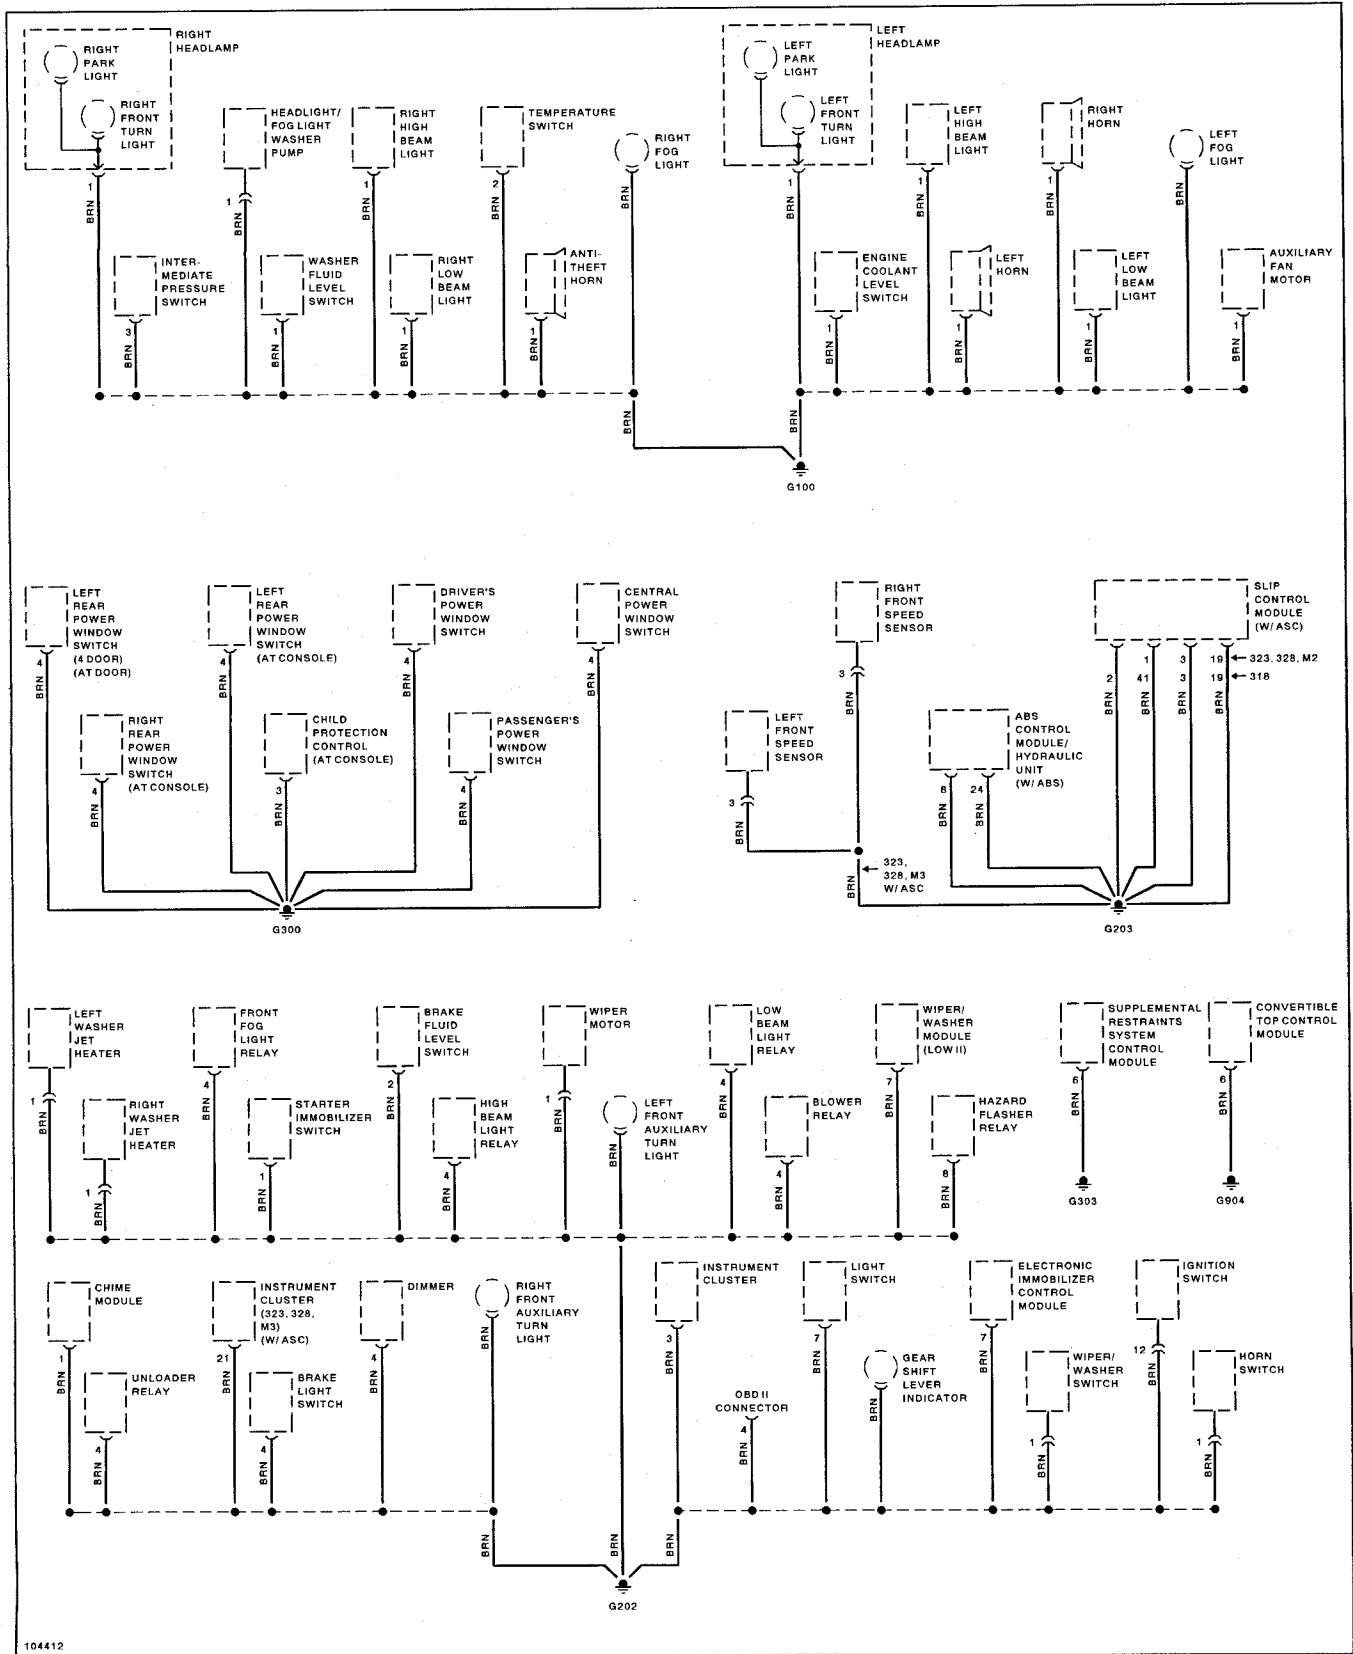 RIGHT
HEADLAMP
RIGHT
PARK
LIGHT
RIGHT
FRONT
TURN
LIGHT
1
BRN
HEADLIGHT/
FOG LIGHT
WASHER
PUMP
1
BRN
RIGHT
HIGH
BEAM
LIGHT
1
BRN
TEMPERATURE
SWITCH
2
BRN
RIGHT
FOG
LIGHT
BRN
LEFT
HEADLAMP
LEFT
PARK
LIGHT
LEFT
FRONT
TURN
LIGHT
1
BRN
LEFT
HIGH
BEAM
LIGHT
1
BRN
RIGHT
HORN
1
BRN
LEFT
FOG
LIGHT
BRN
INTER-
MEDIATE
PRESSURE
SWITCH
3
BRN
WASHER
FLUID
LEVEL
SWITCH
1
BRN
RIGHT
LOW
BEAM
LIGHT
1
BRN
ANTI-
THEFT
HORN
1
BRN
ENGINE
COOLANT
LEVEL
SWITCH
1
BRN
LEFT
HORN
1
BRN
LEFT
LOW
BEAM
LIGHT
1
BRN
AUXILIARY
FAN
MOTOR
1
BRN
BRN
BRN
G100
LEFT
REAR
POWER
WINDOW
SWITCH
(4 DOOR)
(AT DOOR)
4
BRN
LEFT
REAR
POWER
WINDOW
SWITCH
(AT CONSOLE)
4
BRN
DRIVER'S
POWER
WINDOW
SWITCH
4
BRN
CENTRAL
POWER
WINDOW
SWITCH
4
BRN
RIGHT
REAR
POWER
WINDOW
SWITCH
(AT CONSOLE)
4
BRN
CHILD
PROTECTION
CONTROL
(AT CONSOLE)
3
BRN
PASSENGER'S
POWER
WINDOW
SWITCH
4
BRN
G300
RIGHT
FRONT
SPEED
SENSOR
3
BRN
SLIP
CONTROL
MODULE
(W/ ASC)
1 3 19 323, 328, M2
2 41 3 19 318
BRN BRN BRN BRN
LEFT
FRONT
SPEED
SENSOR
3
BRN
ABS
CONTROL
MODULE/
HYDRAULIC
UNIT
(W/ ABS)
6 24
BRN BRN
323,
328, M3
W/ ASC
BRN
G203
LEFT
WASHER
JET
HEATER
1
BRN
FRONT
FOG
LIGHT
RELAY
4
BRN
BRAKE
FLUID
LEVEL
SWITCH
2
BRN
WIPER
MOTOR
1
BRN
LOW
BEAM
LIGHT
RELAY
4
BRN
WIPER/
WASHER
MODULE
(LOW II)
7
BRN
SUPPLEMENTAL
RESTRAINTS
SYSTEM
CONTROL
MODULE
6
BRN
G303
CONVERTIBLE
TOP CONTROL
MODULE
6
BRN
G904
RIGHT
WASHER
JET
HEATER
1
BRN
STARTER
IMMOBILIZER
SWITCH
1
BRN
HIGH
BEAM
LIGHT
RELAY
4
BRN
LEFT
FRONT
AUXILIARY
TURN
LIGHT
BRN
BLOWER
RELAY
4
BRN
HAZARD
FLASHER
RELAY
8
BRN
CHIME
MODULE
1
BRN
INSTRUMENT
CLUSTER
(323, 328,
M3)
(W/ ASC)
21
BRN
DIMMER
4
BRN
RIGHT
FRONT
AUXILIARY
TURN
LIGHT
BRN
INSTRUMENT
CLUSTER
3
BRN
LIGHT
SWITCH
7
BRN
ELECTRONIC
IMMOBILIZER
CONTROL
MODULE
7
BRN
IGNITION
SWITCH
12
BRN
UNLOADER
RELAY
4
BRN
BRAKE
LIGHT
SWITCH
4
BRN
OBD II
CONNECTOR
4
BRN
GEAR
SHIFT
LEVER
INDICATOR
BRN
WIPER/
WASHER
SWITCH
1
BRN
HORN
SWITCH
1
BRN
BRN
BRN
BRN
G202
104412